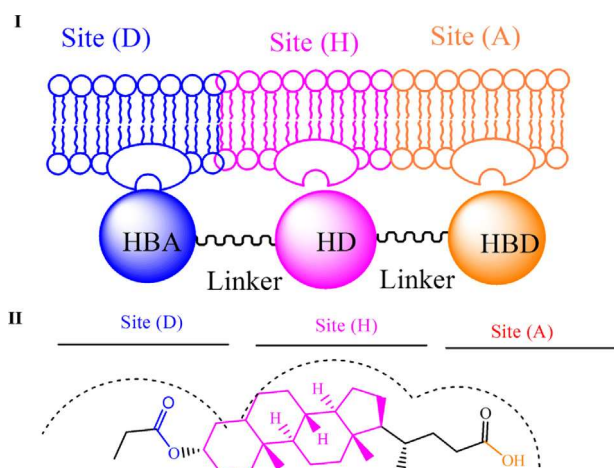 I
Site (D) Site (H) Site (A)
HBA HD HBD
Linker Linker
II
Site (D) Site (H) Site (A)
H H
O O
O H H OH